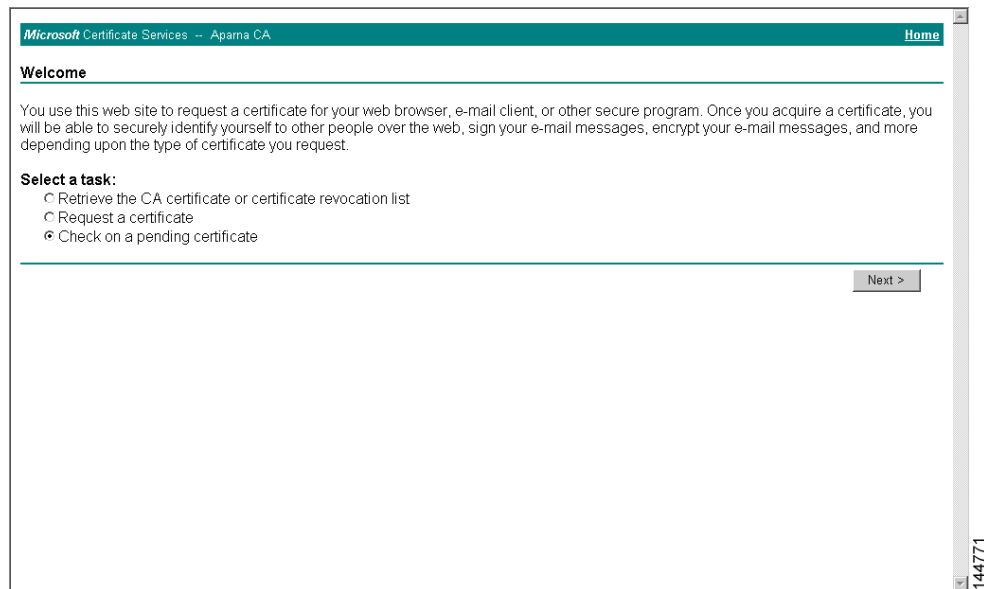 Microsoft Certificate Services -- Aparna CA Home
Welcome
You use this web site to request a certificate for your web browser, e-mail client, or other secure program. Once you acquire a certificate, you
will be able to securely identify yourself to other people over the web, sign your e-mail messages, encrypt your e-mail messages, and more
depending upon the type of certificate you request.
Select a task:
Retrieve the CA certificate or certificate revocation list
Request a certificate
Check on a pending certificate
Next >
144771